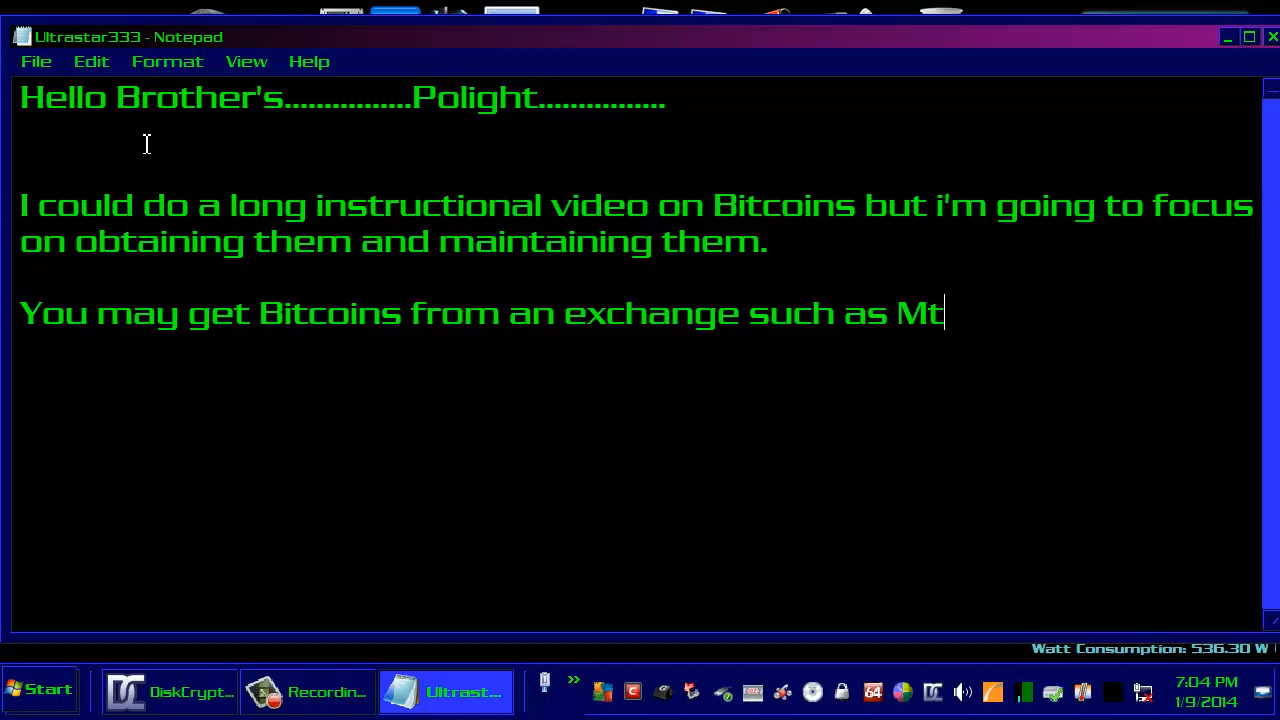 Ultrastar333 - Notepad
File Edit Format View Help
Hello Brother's................Polight................
I could do a long instructional video on Bitcoins but i'm going to focus
on obtaining them and maintaining them.
You may get Bitcoins from an exchange such as Mt
Watt Consumption: 536.30 W
Start DiskCrypt... Recordin... Ultrast... » C 64 DC 7:04 PM
1/9/2014